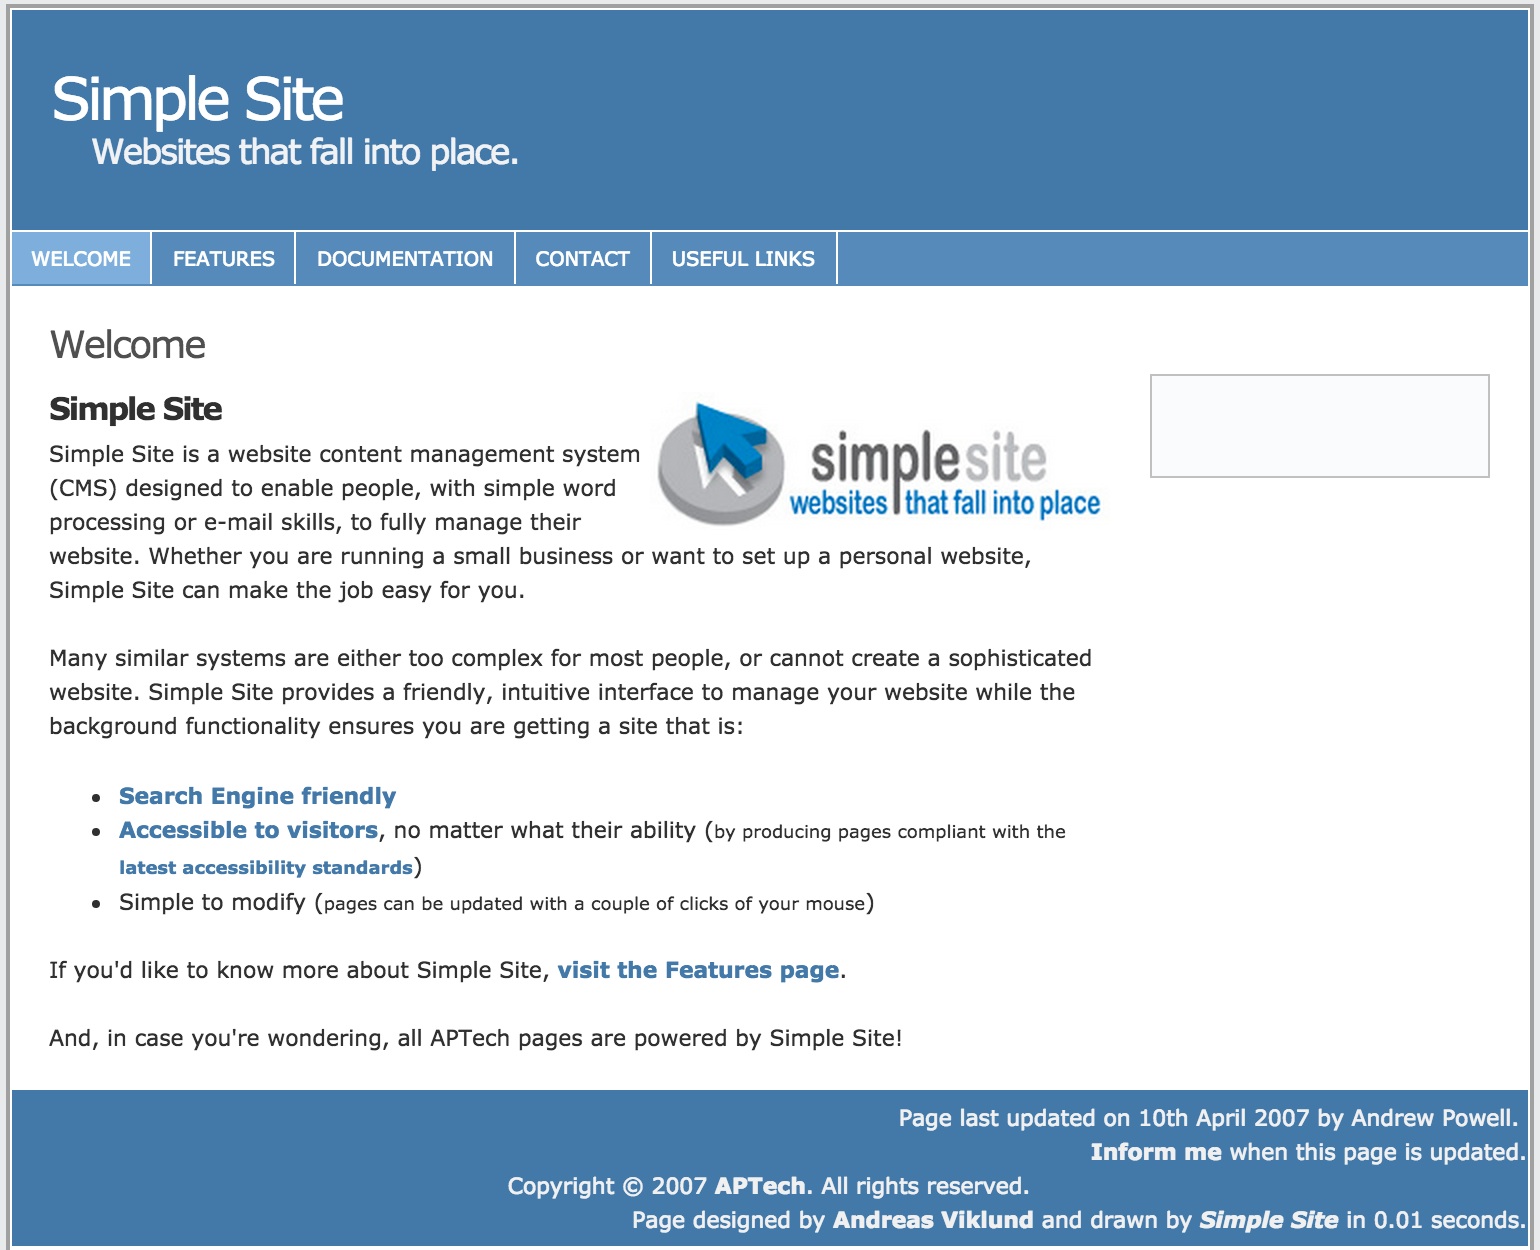 Simple Site
Websites that fall into place.
WELCOME FEATURES DOCUMENTATION CONTACT USEFUL LINKS
Welcome
Simple Site
simplesite
websites that fall into place
Simple Site is a website content management system
(CMS) designed to enable people, with simple word
processing or e-mail skills, to fully manage their
website. Whether you are running a small business or want to set up a personal website,
Simple Site can make the job easy for you.
Many similar systems are either too complex for most people, or cannot create a sophisticated
website. Simple Site provides a friendly, intuitive interface to manage your website while the
background functionality ensures you are getting a site that is:
• Search Engine friendly
• Accessible to visitors, no matter what their ability (by producing pages compliant with the
latest accessibility standards)
• Simple to modify (pages can be updated with a couple of clicks of your mouse)
If you'd like to know more about Simple Site, visit the Features page.
And, in case you're wondering, all APTech pages are powered by Simple Site!
Page last updated on 10th April 2007 by Andrew Powell.
Inform me when this page is updated.
Copyright © 2007 APTech. All rights reserved.
Page designed by Andreas Viklund and drawn by Simple Site in 0.01 seconds.